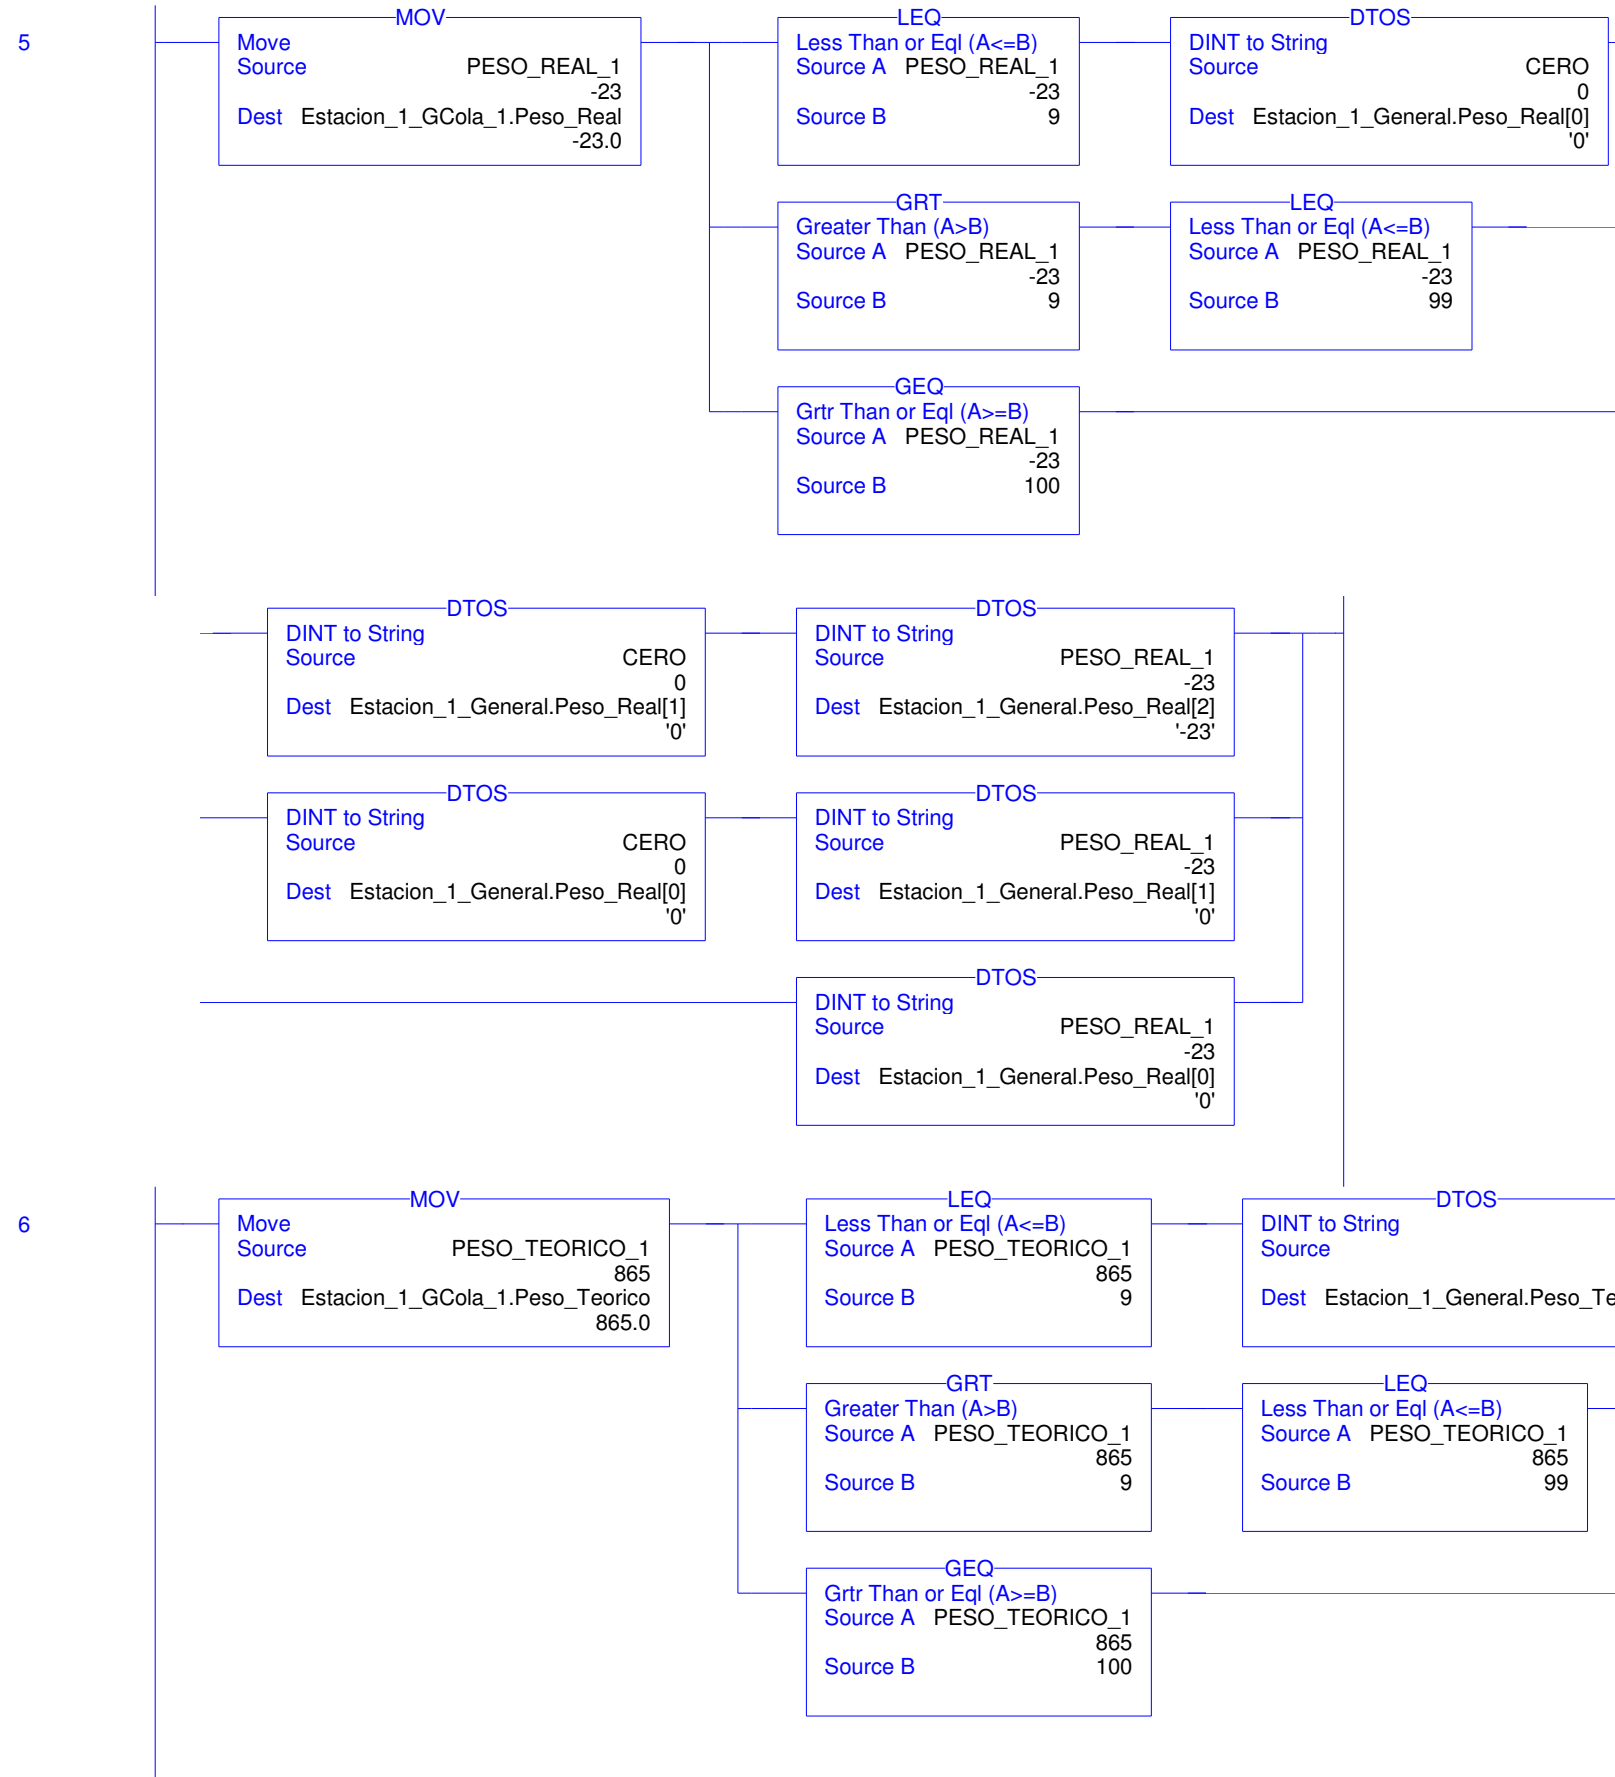 5
MOV
Move
Source PESO_REAL_1
-23
Dest Estacion_1_GCola_1.Peso_Real
-23.0
LEQ
Less Than or Eql (A<=B)
Source A PESO_REAL_1
-23
Source B 9
DTOS
DINT to String
Source CERO
0
Dest Estacion_1_General.Peso_Real[0]
'0'
GRT
Greater Than (A>B)
Source A PESO_REAL_1
-23
Source B 9
LEQ
Less Than or Eql (A<=B)
Source A PESO_REAL_1
-23
Source B 99
GEQ
Grtr Than or Eql (A>=B)
Source A PESO_REAL_1
-23
Source B 100
DTOS
DINT to String
Source CERO
0
Dest Estacion_1_General.Peso_Real[1]
'0'
DTOS
DINT to String
Source PESO_REAL_1
-23
Dest Estacion_1_General.Peso_Real[2]
'-23'
DTOS
DINT to String
Source CERO
0
Dest Estacion_1_General.Peso_Real[0]
'0'
DTOS
DINT to String
Source PESO_REAL_1
-23
Dest Estacion_1_General.Peso_Real[1]
'0'
DTOS
DINT to String
Source PESO_REAL_1
-23
Dest Estacion_1_General.Peso_Real[0]
'0'
6
MOV
Move
Source PESO_TEORICO_1
865
Dest Estacion_1_GCola_1.Peso_Teorico
865.0
LEQ
Less Than or Eql (A<=B)
Source A PESO_TEORICO_1
865
Source B 9
DTOS
DINT to String
Source
Dest Estacion_1_General.Peso_Te
GRT
Greater Than (A>B)
Source A PESO_TEORICO_1
865
Source B 9
LEQ
Less Than or Eql (A<=B)
Source A PESO_TEORICO_1
865
Source B 99
GEQ
Grtr Than or Eql (A>=B)
Source A PESO_TEORICO_1
865
Source B 100